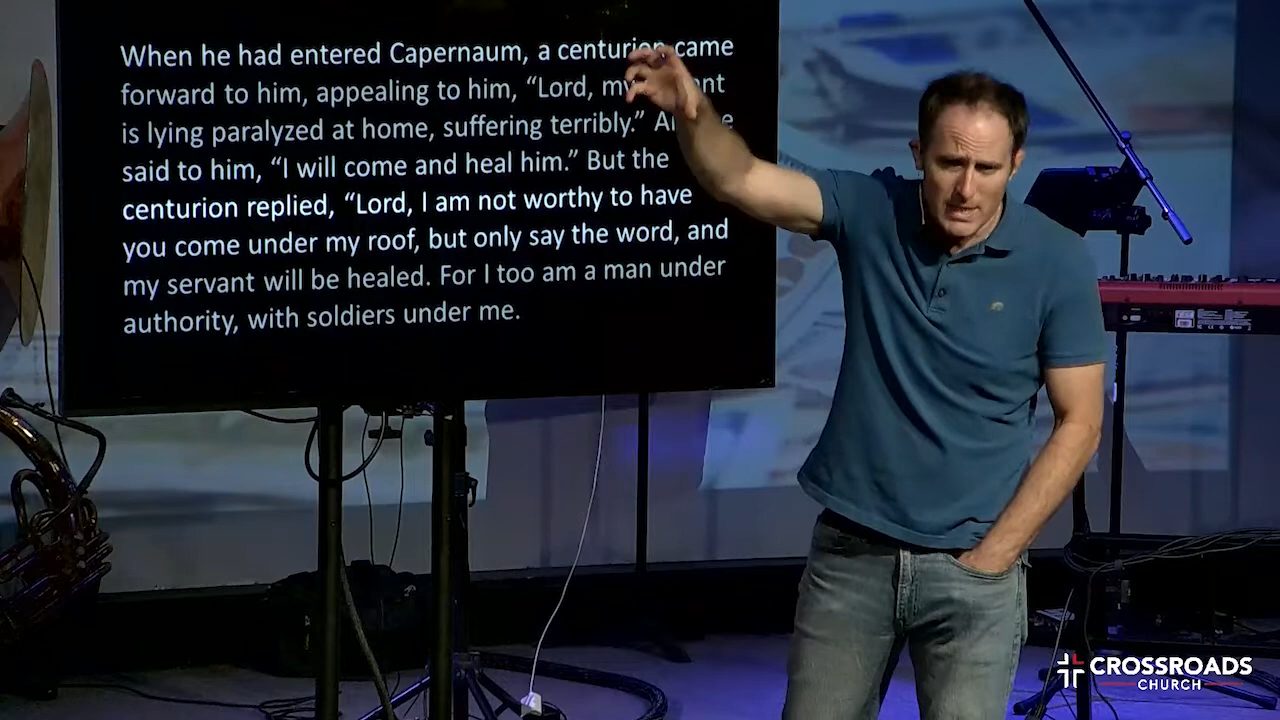 When he had entered Capernaum, a centurion came
forward to him, appealing to him, “Lord, my
is lying paralyzed at home, suffering terribly.”
said to him, “I will come and heal him.” But the
centurion replied, “Lord, I am not worthy to have
you come under my roof, but only say the word, and
my servant will be healed. For I too am a man under
authority, with soldiers under me.
CROSSROADS
CHURCH